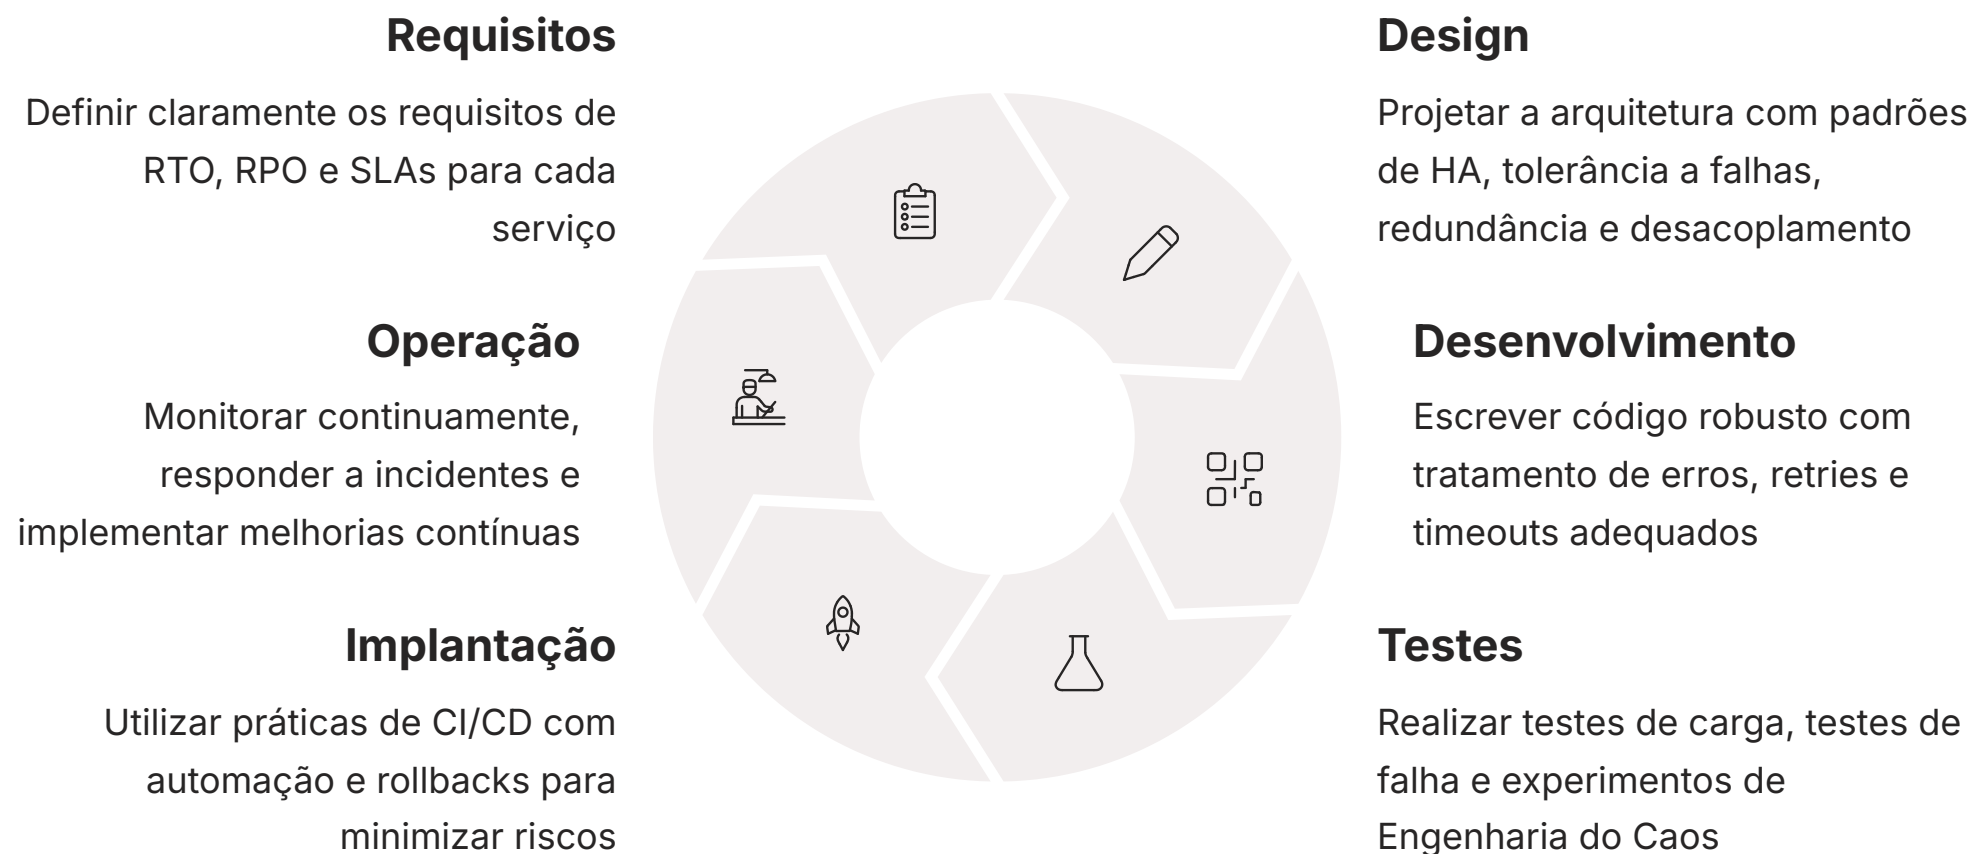 Requisitos
Definir claramente os requisitos de
RTO, RPO e SLAs para cada
serviço
Design
Projetar a arquitetura com padrões
de HA, tolerância a falhas,
redundância e desacoplamento
Operação
Monitorar continuamente,
responder a incidentes e
implementar melhorias contínuas
Desenvolvimento
Escrever código robusto com
tratamento de erros, retries e
timeouts adequados
Implantação
Utilizar práticas de CI/CD com
automação e rollbacks para
minimizar riscos
Testes
Realizar testes de carga, testes de
falha e experimentos de
Engenharia do Caos